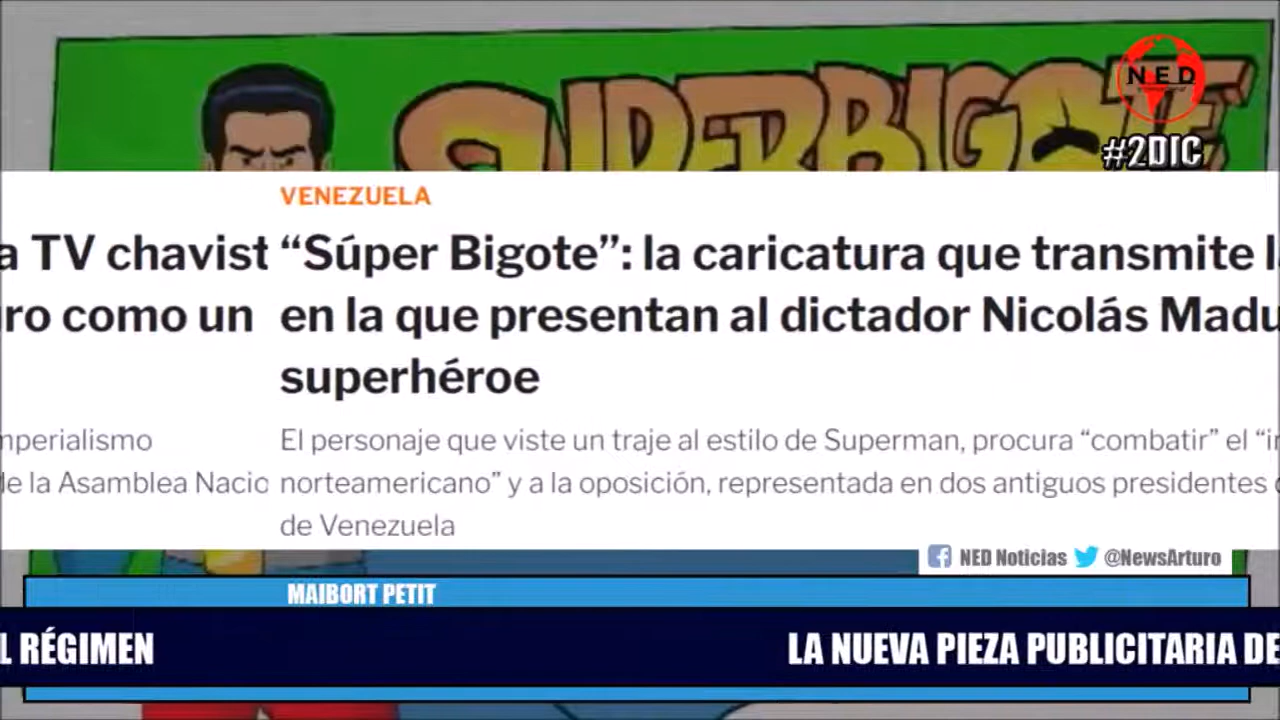 SUPERBIGOTE
NED
International
#2DIC
VENEZUELA
a TV chavist “Súper Bigote”: la caricatura que transmite l
ro como un en la que presentan al dictador Nicolás Madu
superhéroe
mperialismo El personaje que viste un traje al estilo de Superman, procura “combatir” el “i
de la Asamblea Nacio norteamericano” y a la oposición, representada en dos antiguos presidentes
de Venezuela
NED Noticias @NewsArturo
MAIBORT PETIT
L RÉGIMEN LA NUEVA PIEZA PUBLICITARIA DE